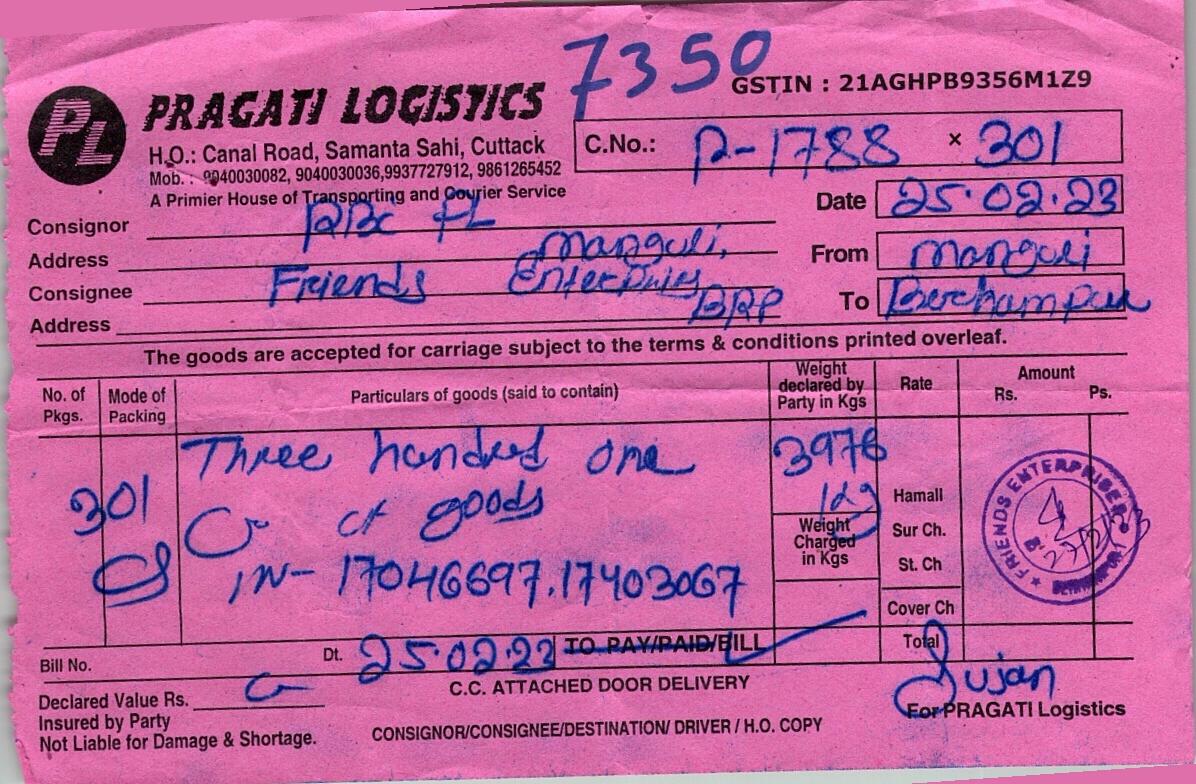 7350
GSTIN : 21AGHPB9356M1Z9
PL PRAGATI LOGISTICS
H.O.: Canal Road, Samanta Sahi, Cuttack
Mob. : 9040030082, 9040030036,9937727912, 9861265452
A Primier House of Transporting and Courier Service
C.No.: R-1788 × 301
Date 25.02.23
Consignor
Address Manguli,
From Manguli
Consignee Friends
Address BRP
To Berhampur
The goods are accepted for carriage subject to the terms & conditions printed overleaf.
No. of Pkgs. Mode of Packing Particulars of goods (said to contain) Weight declared by Party in Kgs Rate Amount Rs. Ps.
Three hundred one 3976
301 goods kg Hamall
Weight Charged in Kgs Sur Ch.
IN- 17046697.17403067 St. Ch
Cover Ch
FRIENDS ENTERPRISER
Bill No. Dt. 25.02.23 TO PAY/PAID/BILL Total
Declared Value Rs. C.C. ATTACHED DOOR DELIVERY Sujan
Insured by Party For PRAGATI Logistics
Not Liable for Damage & Shortage. CONSIGNOR/CONSIGNEE/DESTINATION/ DRIVER / H.O. COPY